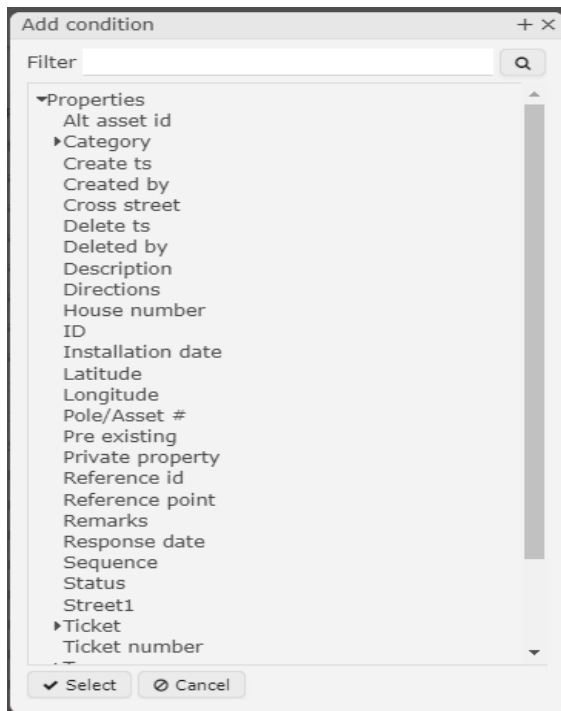 Add condition
Filter
Properties
Alt asset id
Category
Create ts
Created by
Cross street
Delete ts
Deleted by
Description
Directions
House number
ID
Installation date
Latitude
Longitude
Pole/Asset #
Pre existing
Private property
Reference id
Reference point
Remarks
Response date
Sequence
Status
Street1
Ticket
Ticket number
Select Cancel